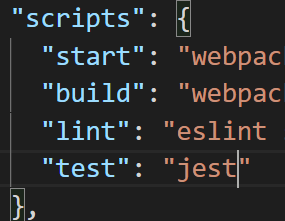 "scripts": {
"start": "webpac
"build": "webpac
"lint": "eslint
"test": "jest"
},